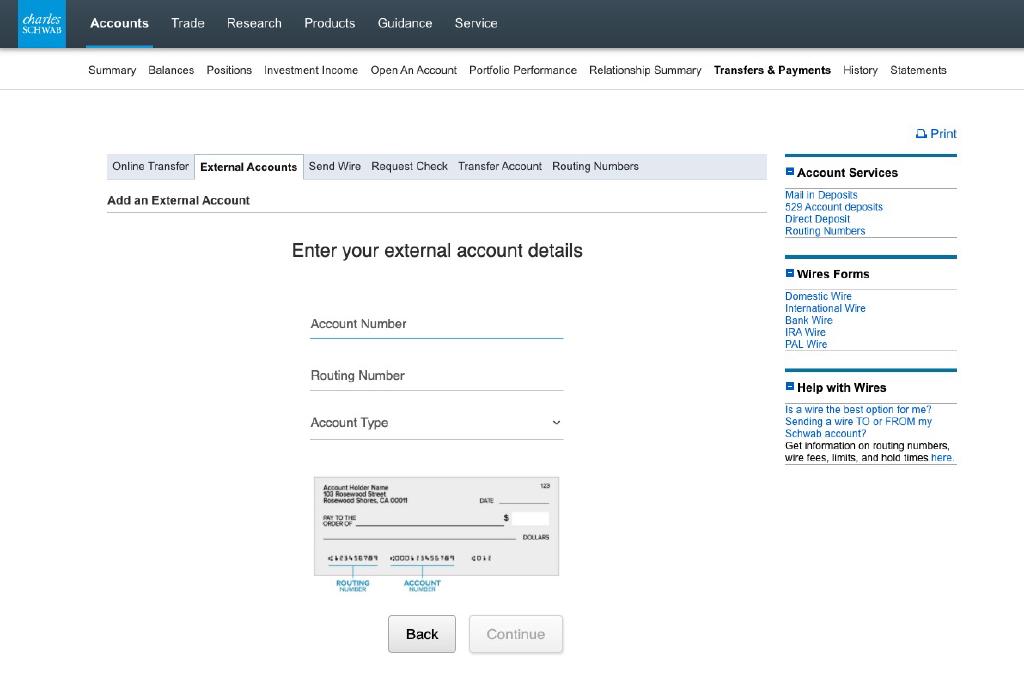 charles
SCHWAB
Accounts Trade Research Products Guidance Service
Summary Balances Positions Investment Income Open An Account Portfolio Performance Relationship Summary Transfers & Payments History Statements
Print
Online Transfer External Accounts Send Wire Request Check Transfer Account Routing Numbers
Add an External Account
Enter your external account details
Account Number
Routing Number
Account Type
Account Holder Name
123
103 Rosewood Street
Rosewood Shores, CA 00011
DATE
PAY TO THE
ORDER OF
$
DOLLARS
ROUTING
NUMBER
ACCOUNT
NUMBER
Back
Continue
Account Services
Mail in Deposits
529 Account deposits
Direct Deposit
Routing Numbers
Wires Forms
Domestic Wire
International Wire
Bank Wire
IRA Wire
PAL Wire
Help with Wires
Is a wire the best option for me?
Sending a wire TO or FROM my
Schwab account?
Get information on routing numbers,
wire fees, limits, and hold times here.